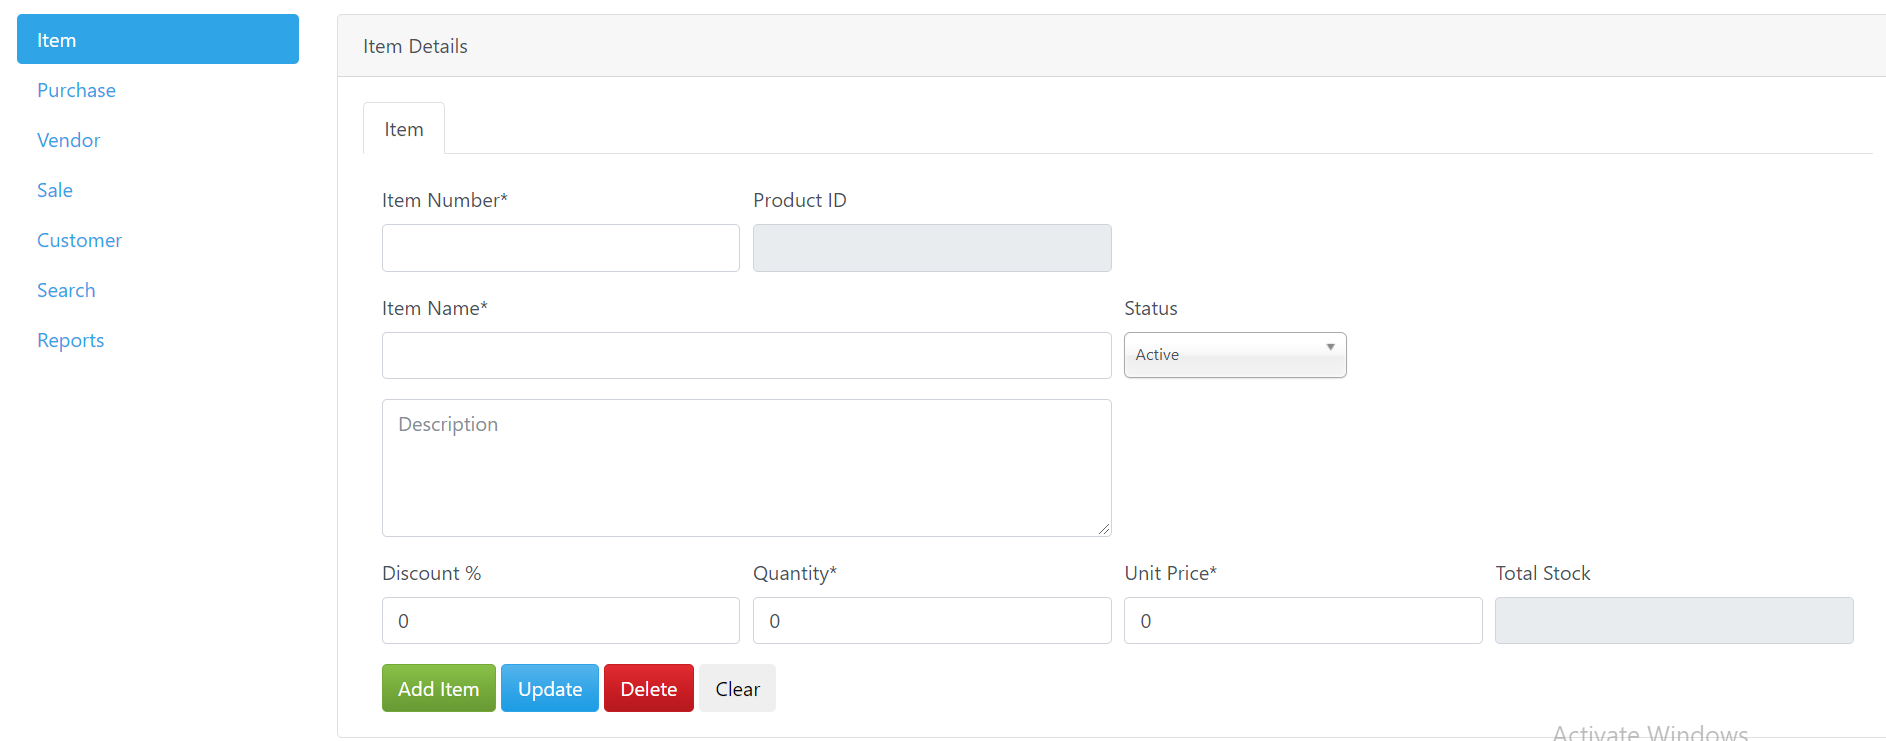 Item
Purchase
Vendor
Sale
Customer
Search
Reports
Item Details
Item
Item Number*
Product ID
Item Name*
Status
Active
Description
Discount %
Quantity*
Unit Price*
Total Stock
0
0
0
Add Item
Update
Delete
Clear
Activate Windows